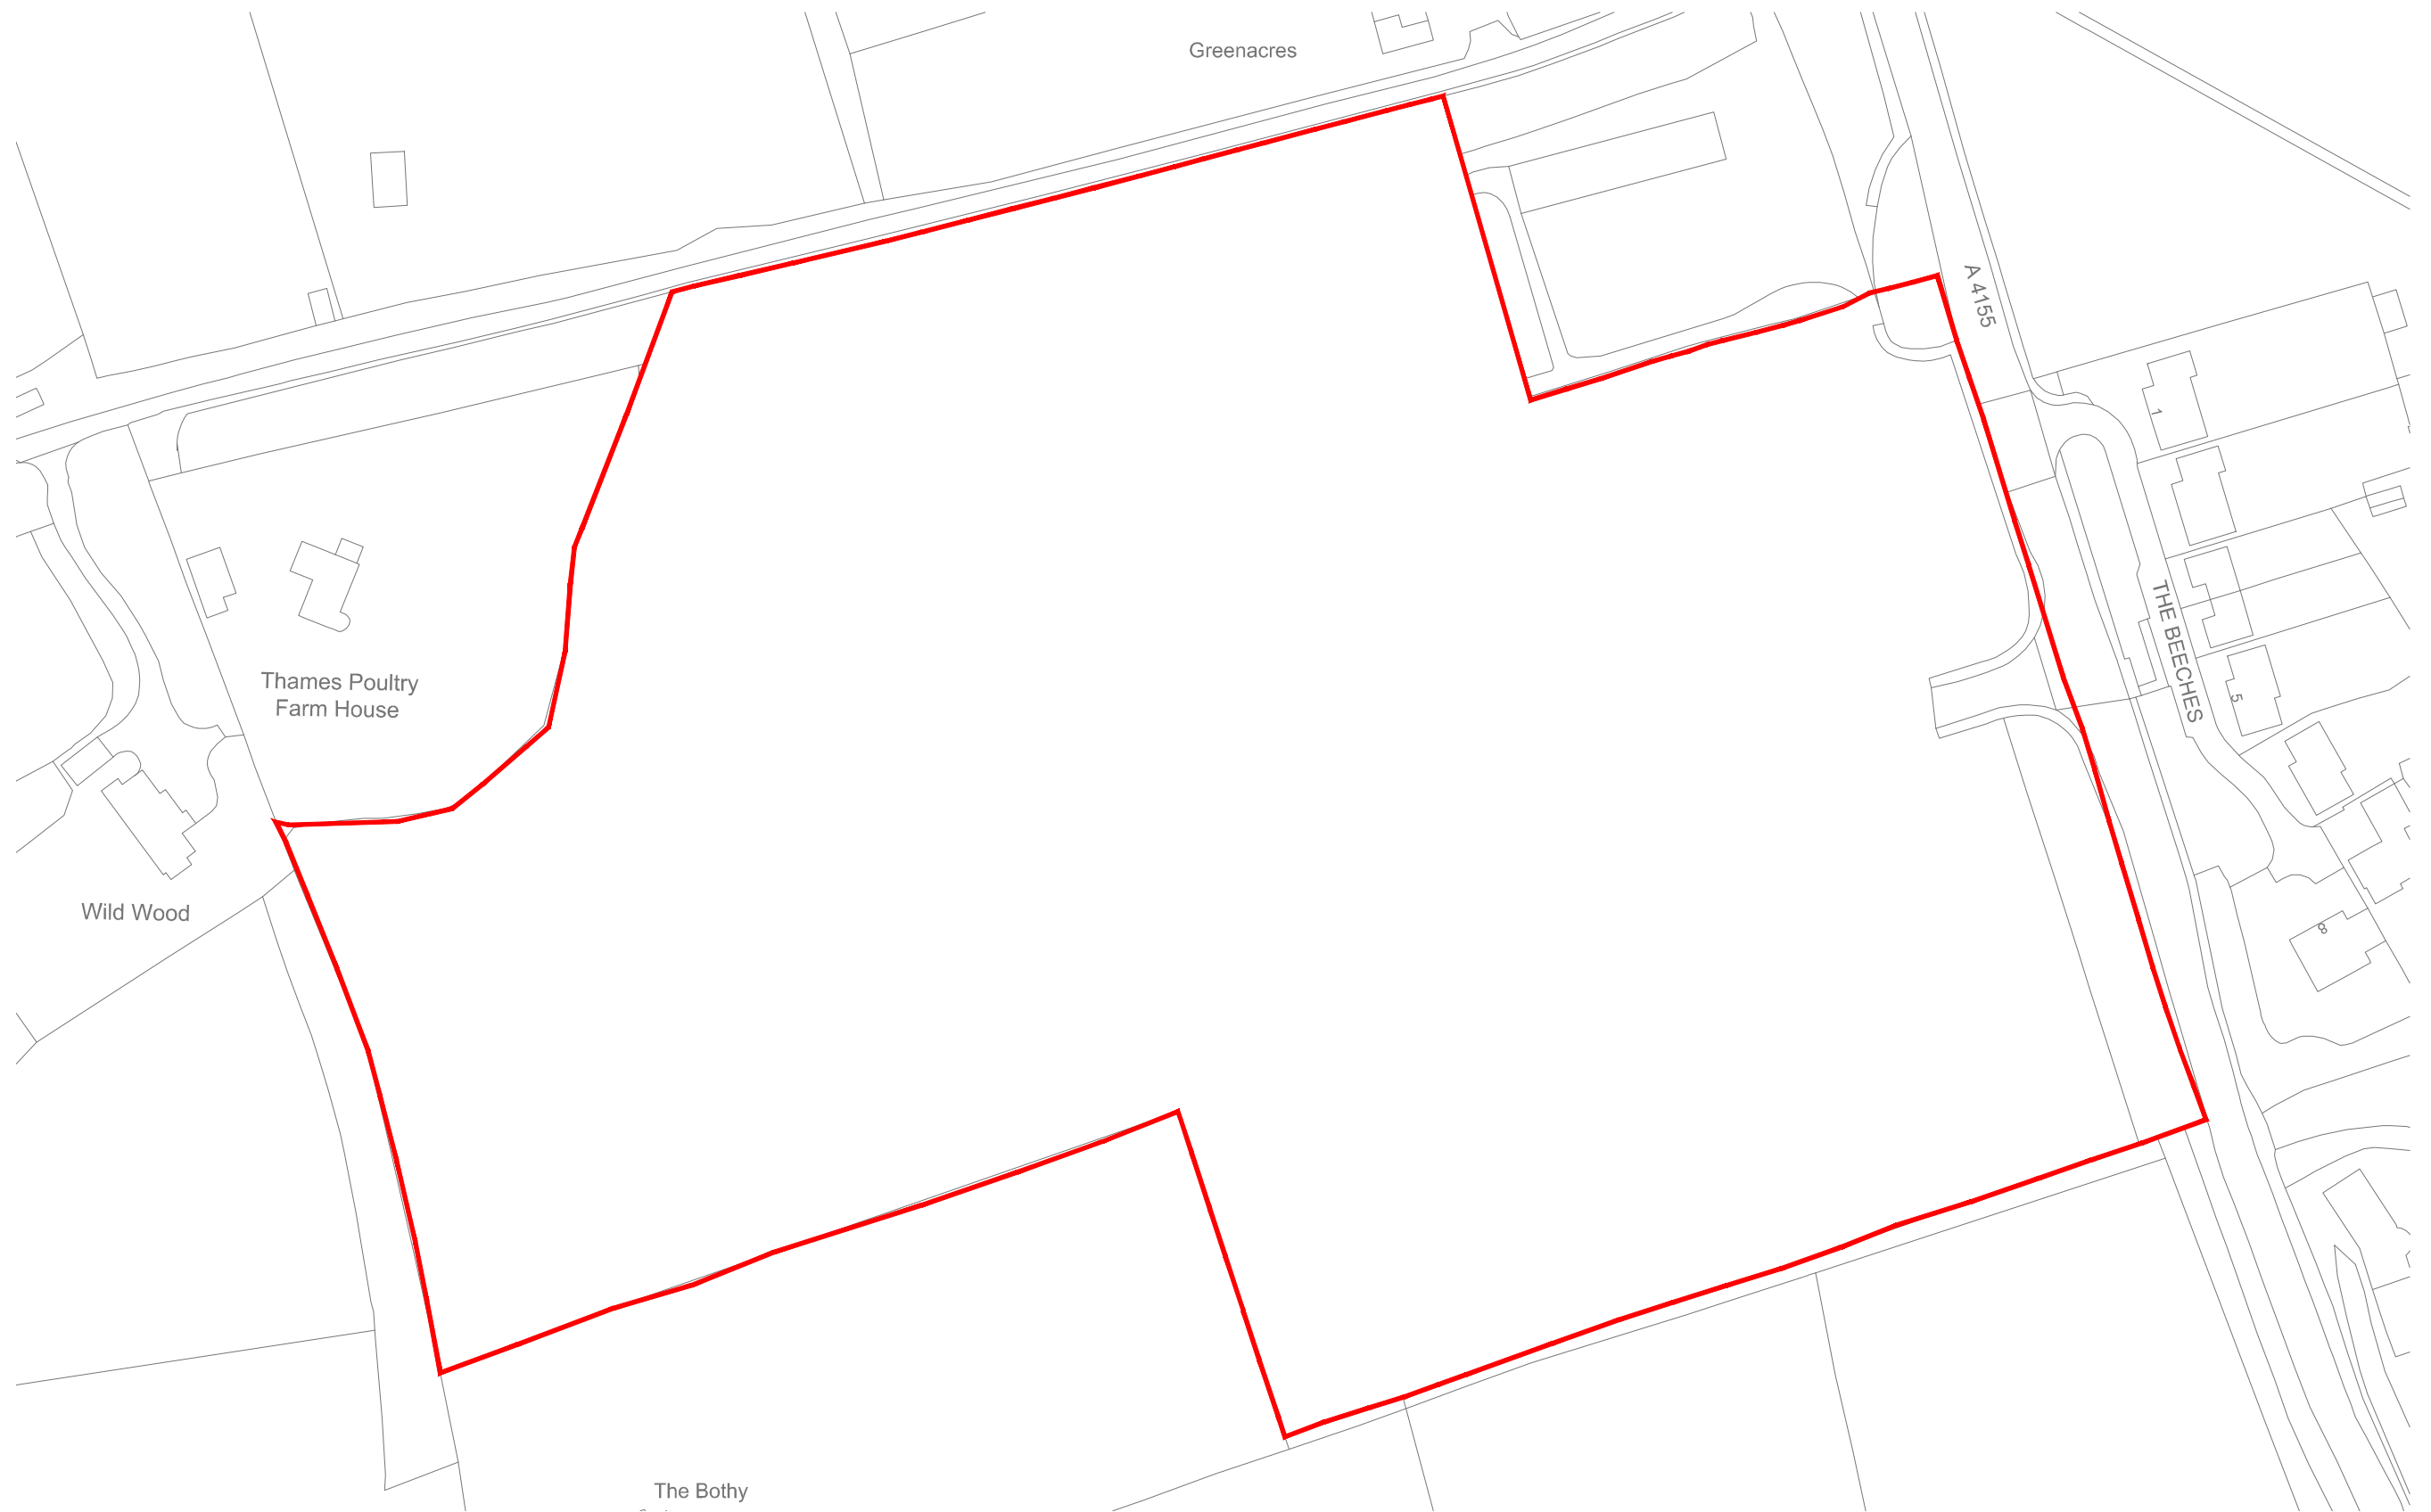 Greenacres
A 4155
1
THE BEECHES
Thames Poultry
Farm House
5
Wild Wood
8
The Bothy